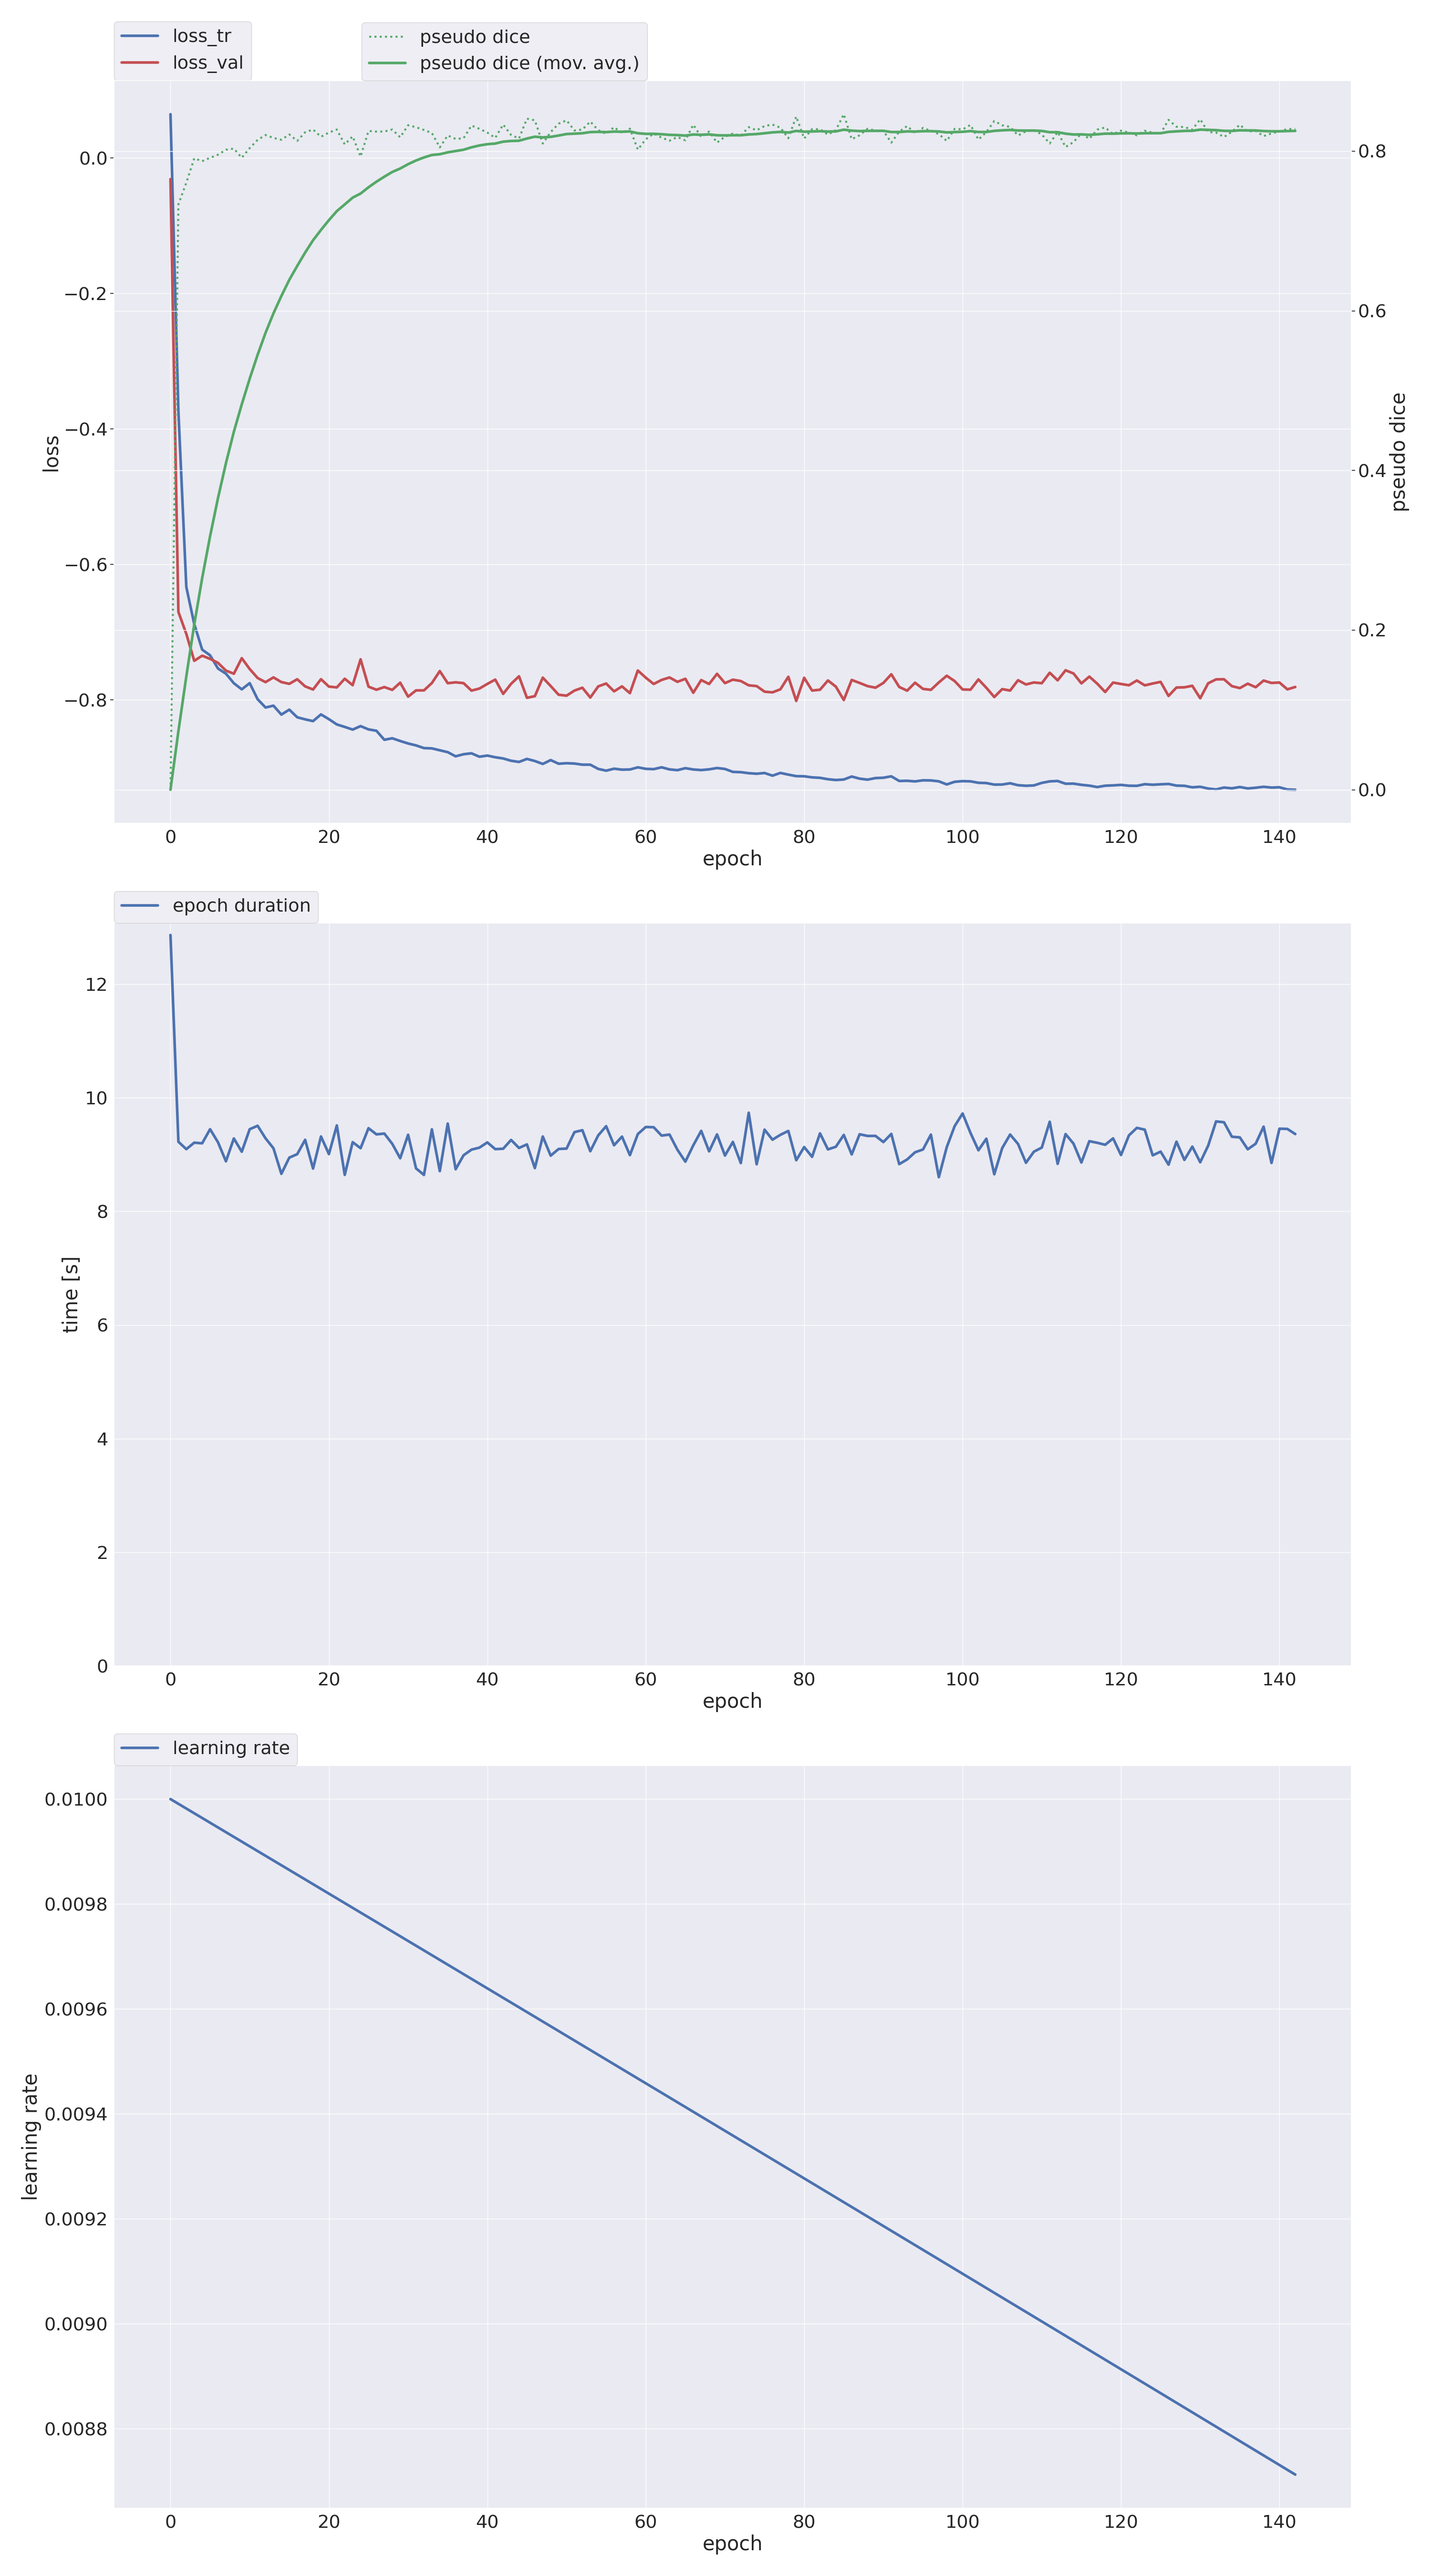 loss_tr
loss_val
pseudo dice
pseudo dice (mov. avg.)
0.0
−0.2
−0.4
−0.6
−0.8
loss
0.8
0.6
0.4
0.2
0.0
pseudo dice
0 20 40 60 80 100 120 140
epoch
epoch duration
12
10
8
6
4
2
0
time [s]
0 20 40 60 80 100 120 140
epoch
learning rate
0.0100
0.0098
0.0096
0.0094
0.0092
0.0090
0.0088
learning rate
0 20 40 60 80 100 120 140
epoch